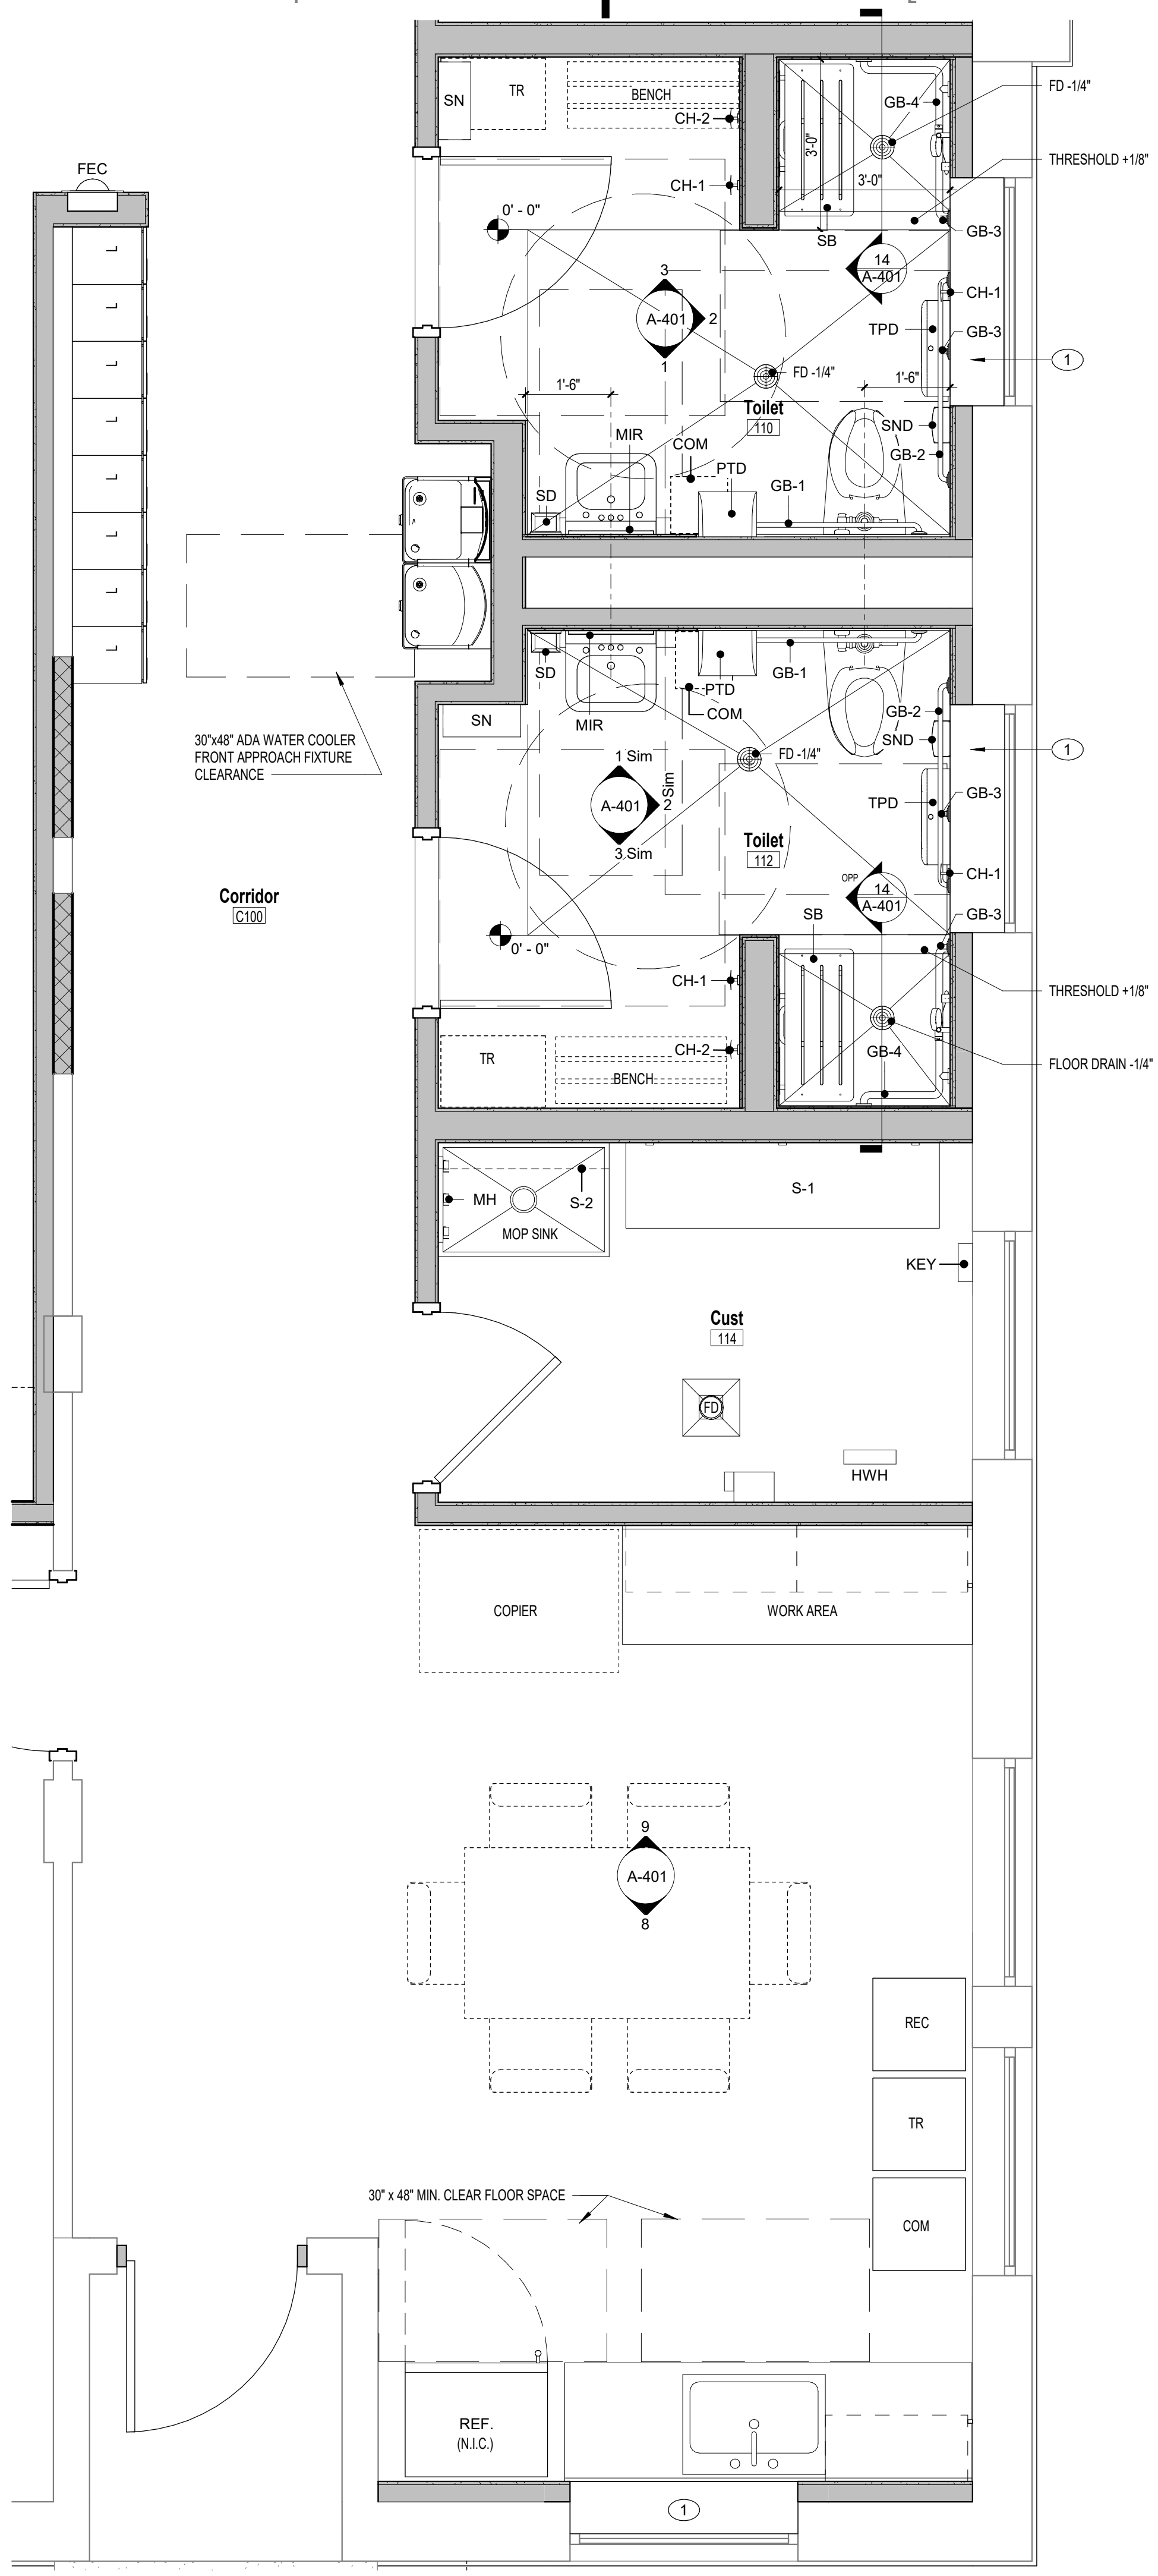 SN
TR
BENCH
CH-2
GB-4
FD -1/4"
3'-0"
THRESHOLD +1/8"
FEC
CH-1
3'-0"
0' - 0"
SB
GB-3
14
A-401
3
A-401
2
1
CH-1
TPD
GB-3
1
FD -1/4"
1'-6"
1'-6"
Toilet
110
MIR
COM
SND
PTD
GB-2
SD
GB-1
SD
PTD
GB-1
COM
GB-2
SN
MIR
SND
30"x48" ADA WATER COOLER
FRONT APPROACH FIXTURE
CLEARANCE
FD -1/4"
1
1 Sim
A-401
2
Sim
3 Sim
TPD
GB-3
Toilet
112
CH-1
OPP
14
A-401
Corridor
C100
SB
GB-3
0' - 0"
CH-1
THRESHOLD +1/8"
CH-2
GB-4
TR
FLOOR DRAIN -1/4"
BENCH
MH
S-2
S-1
MOP SINK
KEY
Cust
114
FD
HWH
COPIER
WORK AREA
9
A-401
8
REC
TR
30" x 48" MIN. CLEAR FLOOR SPACE
COM
REF.
(N.I.C.)
1